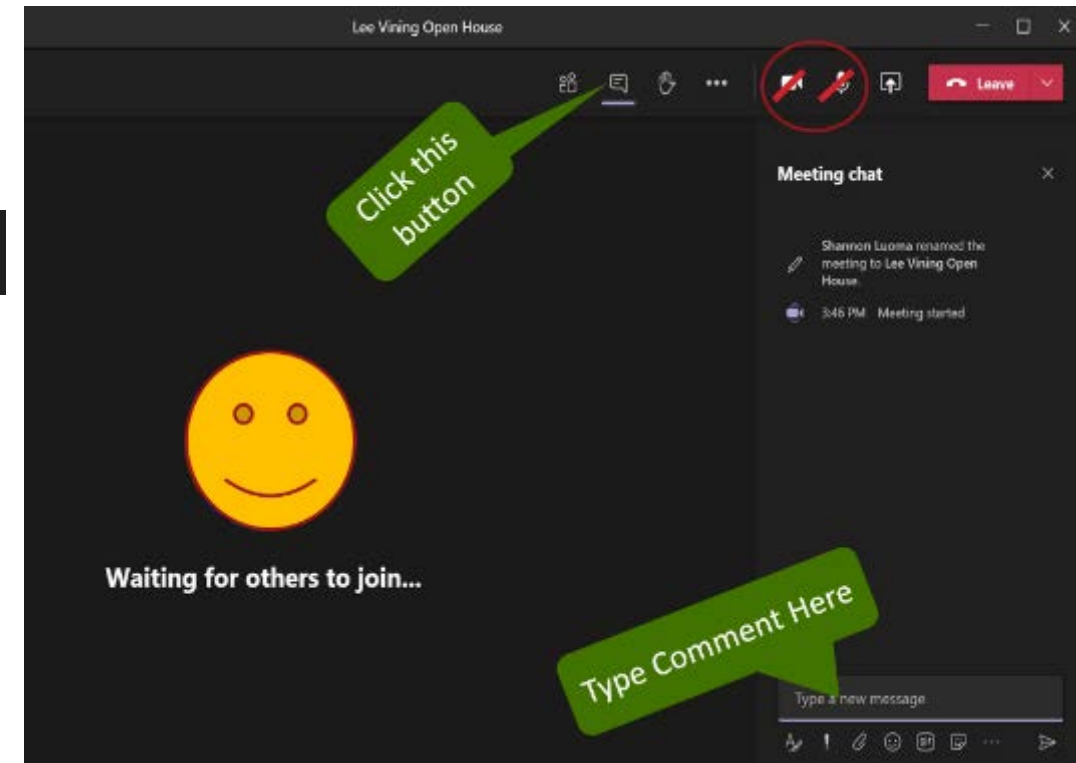 Lee Vining Open House
Leave
Click this
button
Meeting chat
Shannon Luoma renamed the
meeting to Lee Vining Open
House.
3:46 PM Meeting started
Waiting for others to join...
Type Comment Here
Type a new message